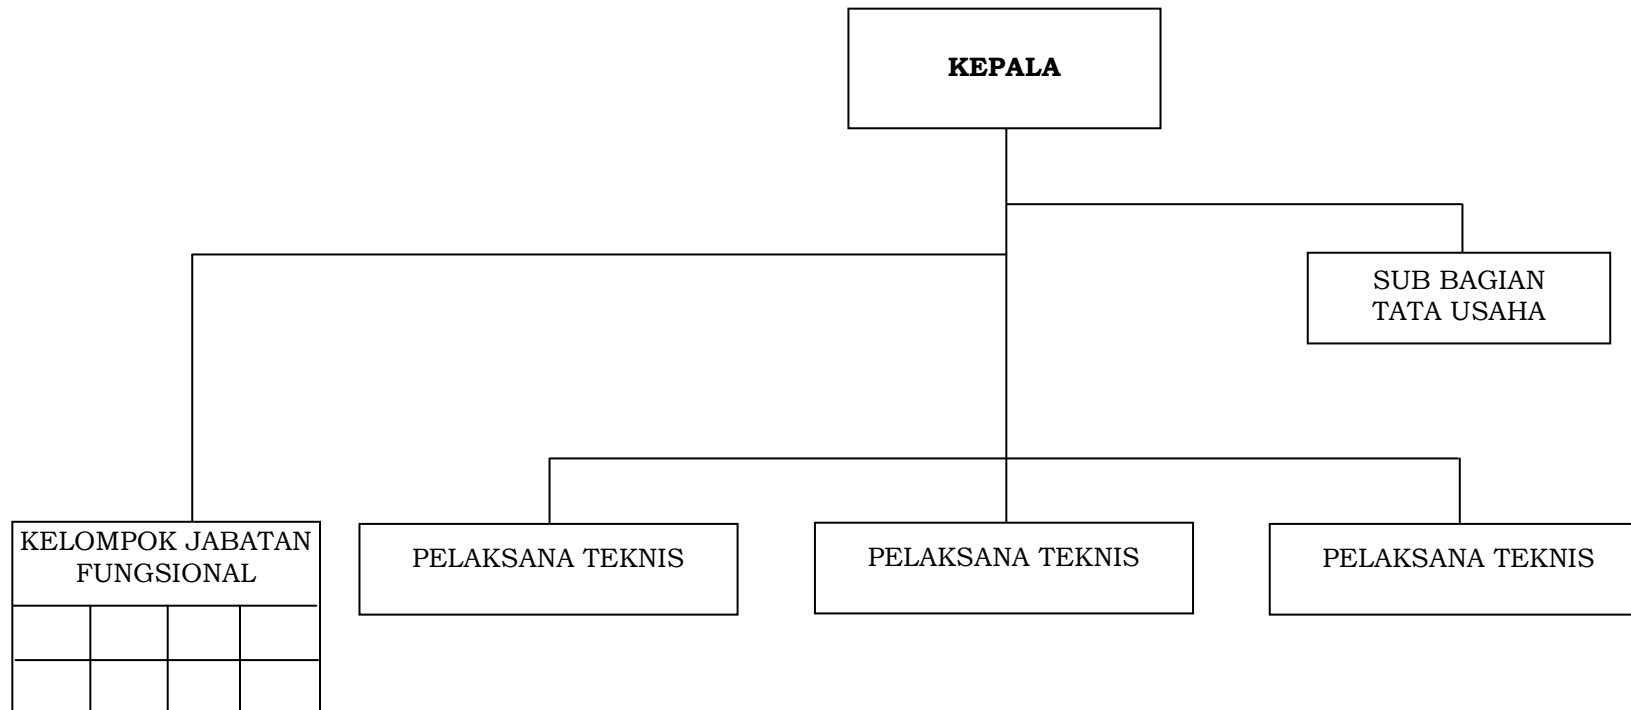 KEPALA
SUB BAGIAN
TATA USAHA
KELOMPOK JABATAN
FUNGSIONAL
PELAKSANA TEKNIS
PELAKSANA TEKNIS
PELAKSANA TEKNIS